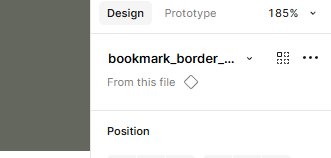 Design Prototype 185%
bookmark_border_...
From this file
Position